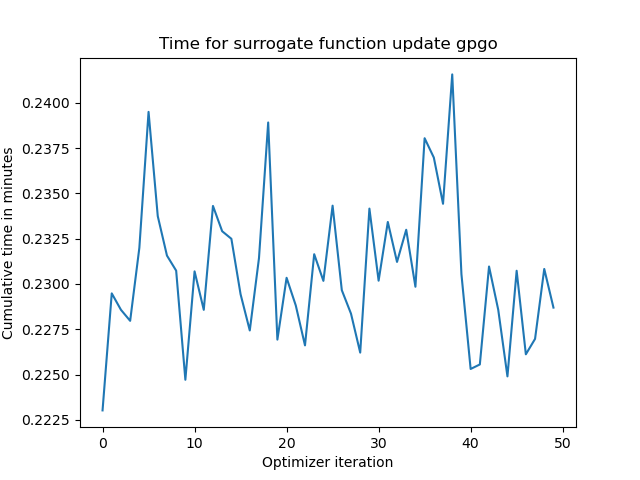 Time for surrogate function update gpgo
Cumulative time in minutes
0.2400
0.2375
0.2350
0.2325
0.2300
0.2275
0.2250
0.2225
0 10 20 30 40 50
Optimizer iteration